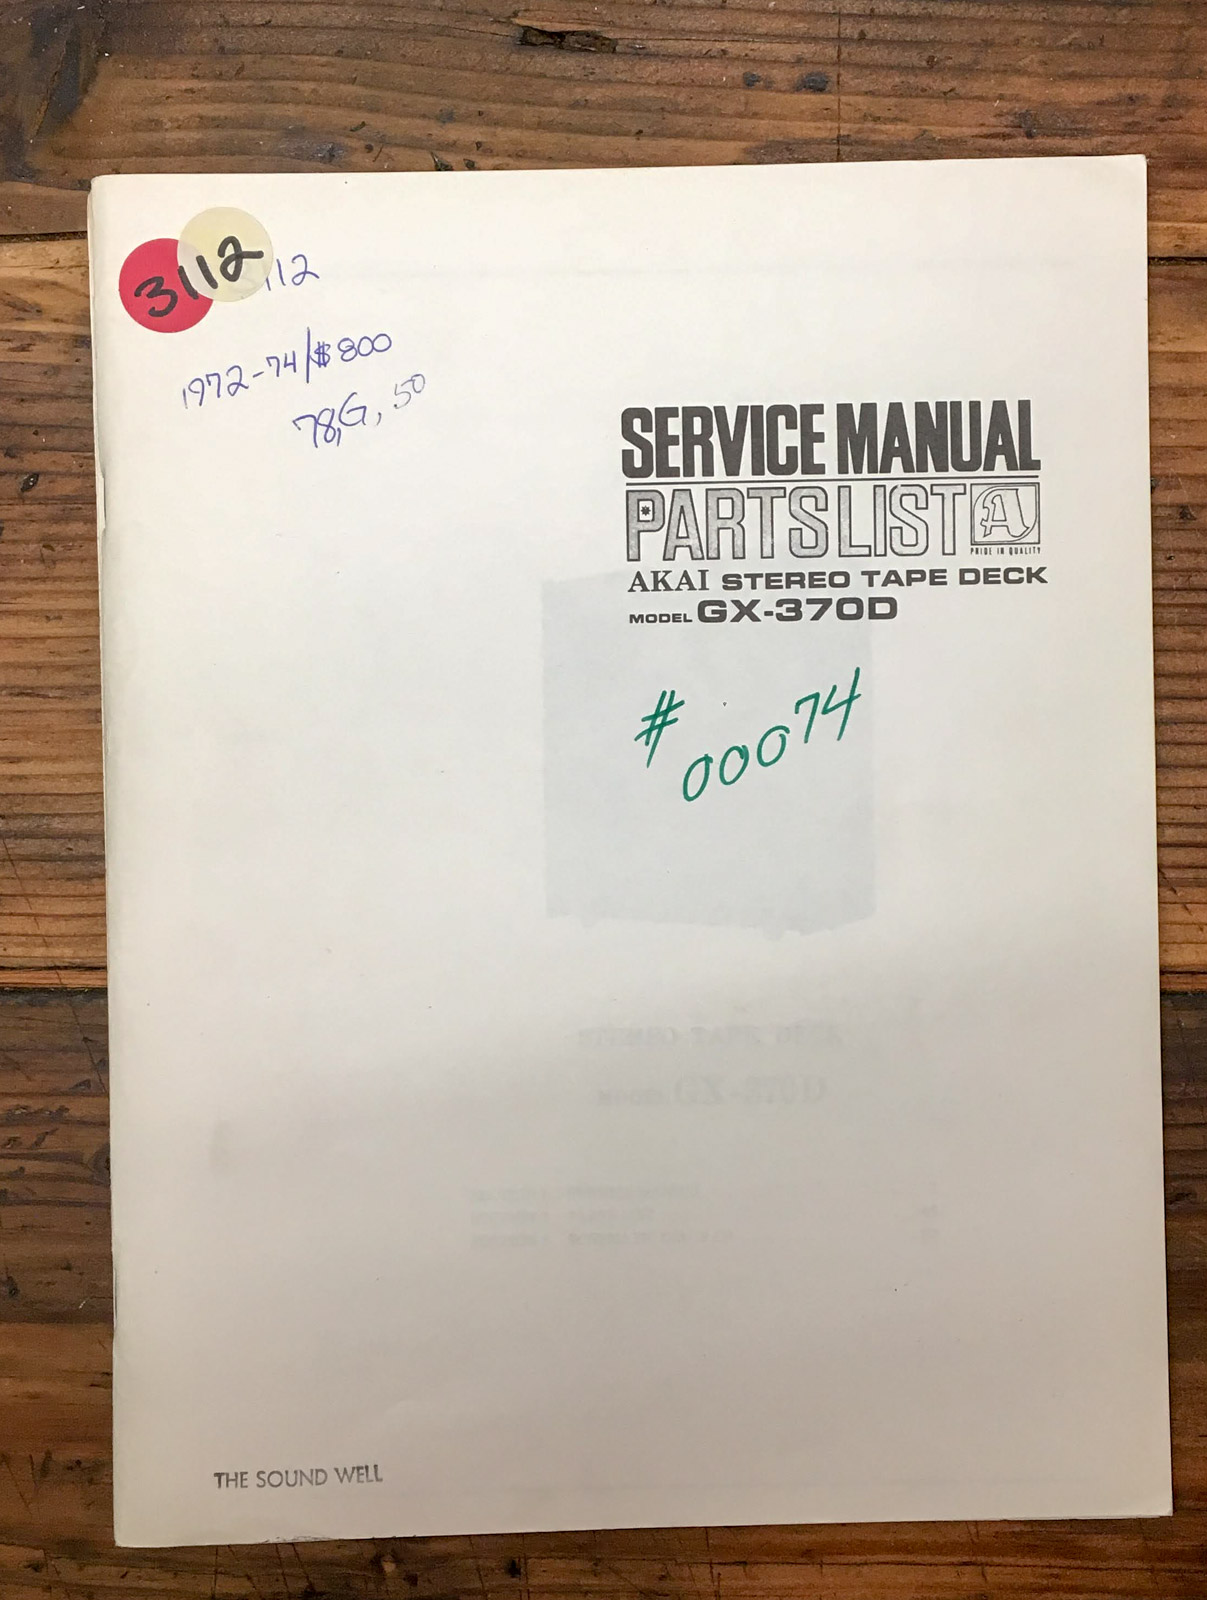 3112
112
1972-74/$800
78,G, 50
SERVICE MANUAL
PARTS LIST A
PRIDE IN QUALITY
AKAI STEREO TAPE DECK
MODEL GX-370D
# 00074
THE SOUND WELL